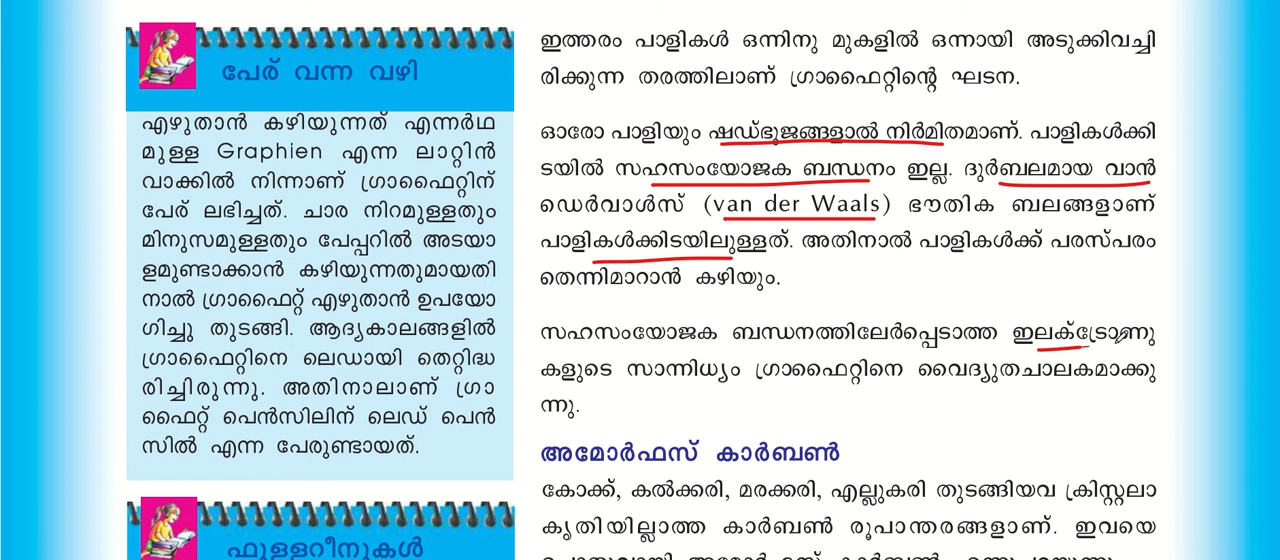 പേര് വന്ന വഴി
എഴുതാൻ കഴിയുന്നത് എന്നർഥ
മുള്ള Graphien എന്ന ലാറ്റിൻ
വാക്കിൽ നിന്നാണ് ഗ്രാഫൈറ്റിന്
പേര് ലഭിച്ചത്. ചാര നിറമുള്ളതും
മിനുസമുള്ളതും പേപ്പറിൽ അടയാ
ളമുണ്ടാക്കാൻ കഴിയുന്നതുമായതി
നാൽ ഗ്രാഫൈറ്റ് എഴുതാൻ ഉപയോ
ഗിച്ചു തുടങ്ങി. ആദ്യകാലങ്ങളിൽ
ഗ്രാഫൈറ്റിനെ ലെഡായി തെറ്റിദ്ധ
രിച്ചിരുന്നു. അതിനാലാണ് ഗ്രാ
ഫൈറ്റ് പെൻസിലിന് ലെഡ് പെൻ
സിൽ എന്ന പേരുണ്ടായത്.
ഫുള്ളറീനുകൾ
ഇത്തരം പാളികൾ ഒന്നിനു മുകളിൽ ഒന്നായി അടുക്കിവച്ചി
രിക്കുന്ന തരത്തിലാണ് ഗ്രാഫൈറ്റിന്റെ ഘടന.
ഓരോ പാളിയും ഷഡ്ഭുജങ്ങളാൽ നിർമിതമാണ്. പാളികൾക്കി
ടയിൽ സഹസംയോജക ബന്ധനം ഇല്ല. ദുർബലമായ വാൻ
ഡെർവാൾസ് (van der Waals) ഭൗതിക ബലങ്ങളാണ്
പാളികൾക്കിടയിലുള്ളത്. അതിനാൽ പാളികൾക്ക് പരസ്പരം
തെന്നിമാറാൻ കഴിയും.
സഹസംയോജക ബന്ധനത്തിലേർപ്പെടാത്ത ഇലക്ട്രോണു
കളുടെ സാന്നിധ്യം ഗ്രാഫൈറ്റിനെ വൈദ്യുതചാലകമാക്കു
ന്നു.
അമോർഫസ് കാർബൺ
കോക്ക്, കൽക്കരി, മരക്കരി, എല്ലുകരി തുടങ്ങിയവ ക്രിസ്റ്റലാ
കൃതിയില്ലാത്ത കാർബൺ രൂപാന്തരങ്ങളാണ്. ഇവയെ